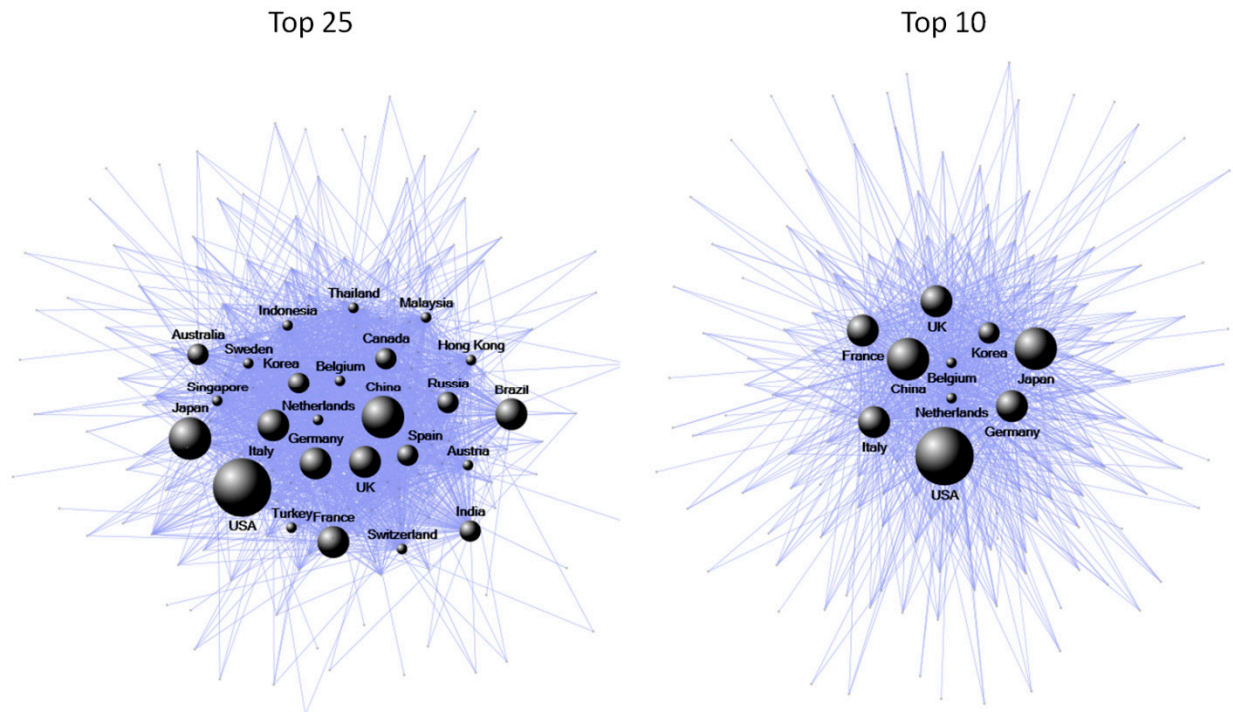 Top 25
Top 10
Thailand
Indonesia
Malaysia
Australia
Canada
Sweden
Hong Kong
Korea
Belgium
Singapore
China
Russia
Brazil
Japan
Netherlands
Italy
Germany
Spain
Austria
UK
USA
Turkey
France
India
Switzerland
UK
Korea
France
Belgium
Japan
China
Netherlands
Germany
Italy
USA